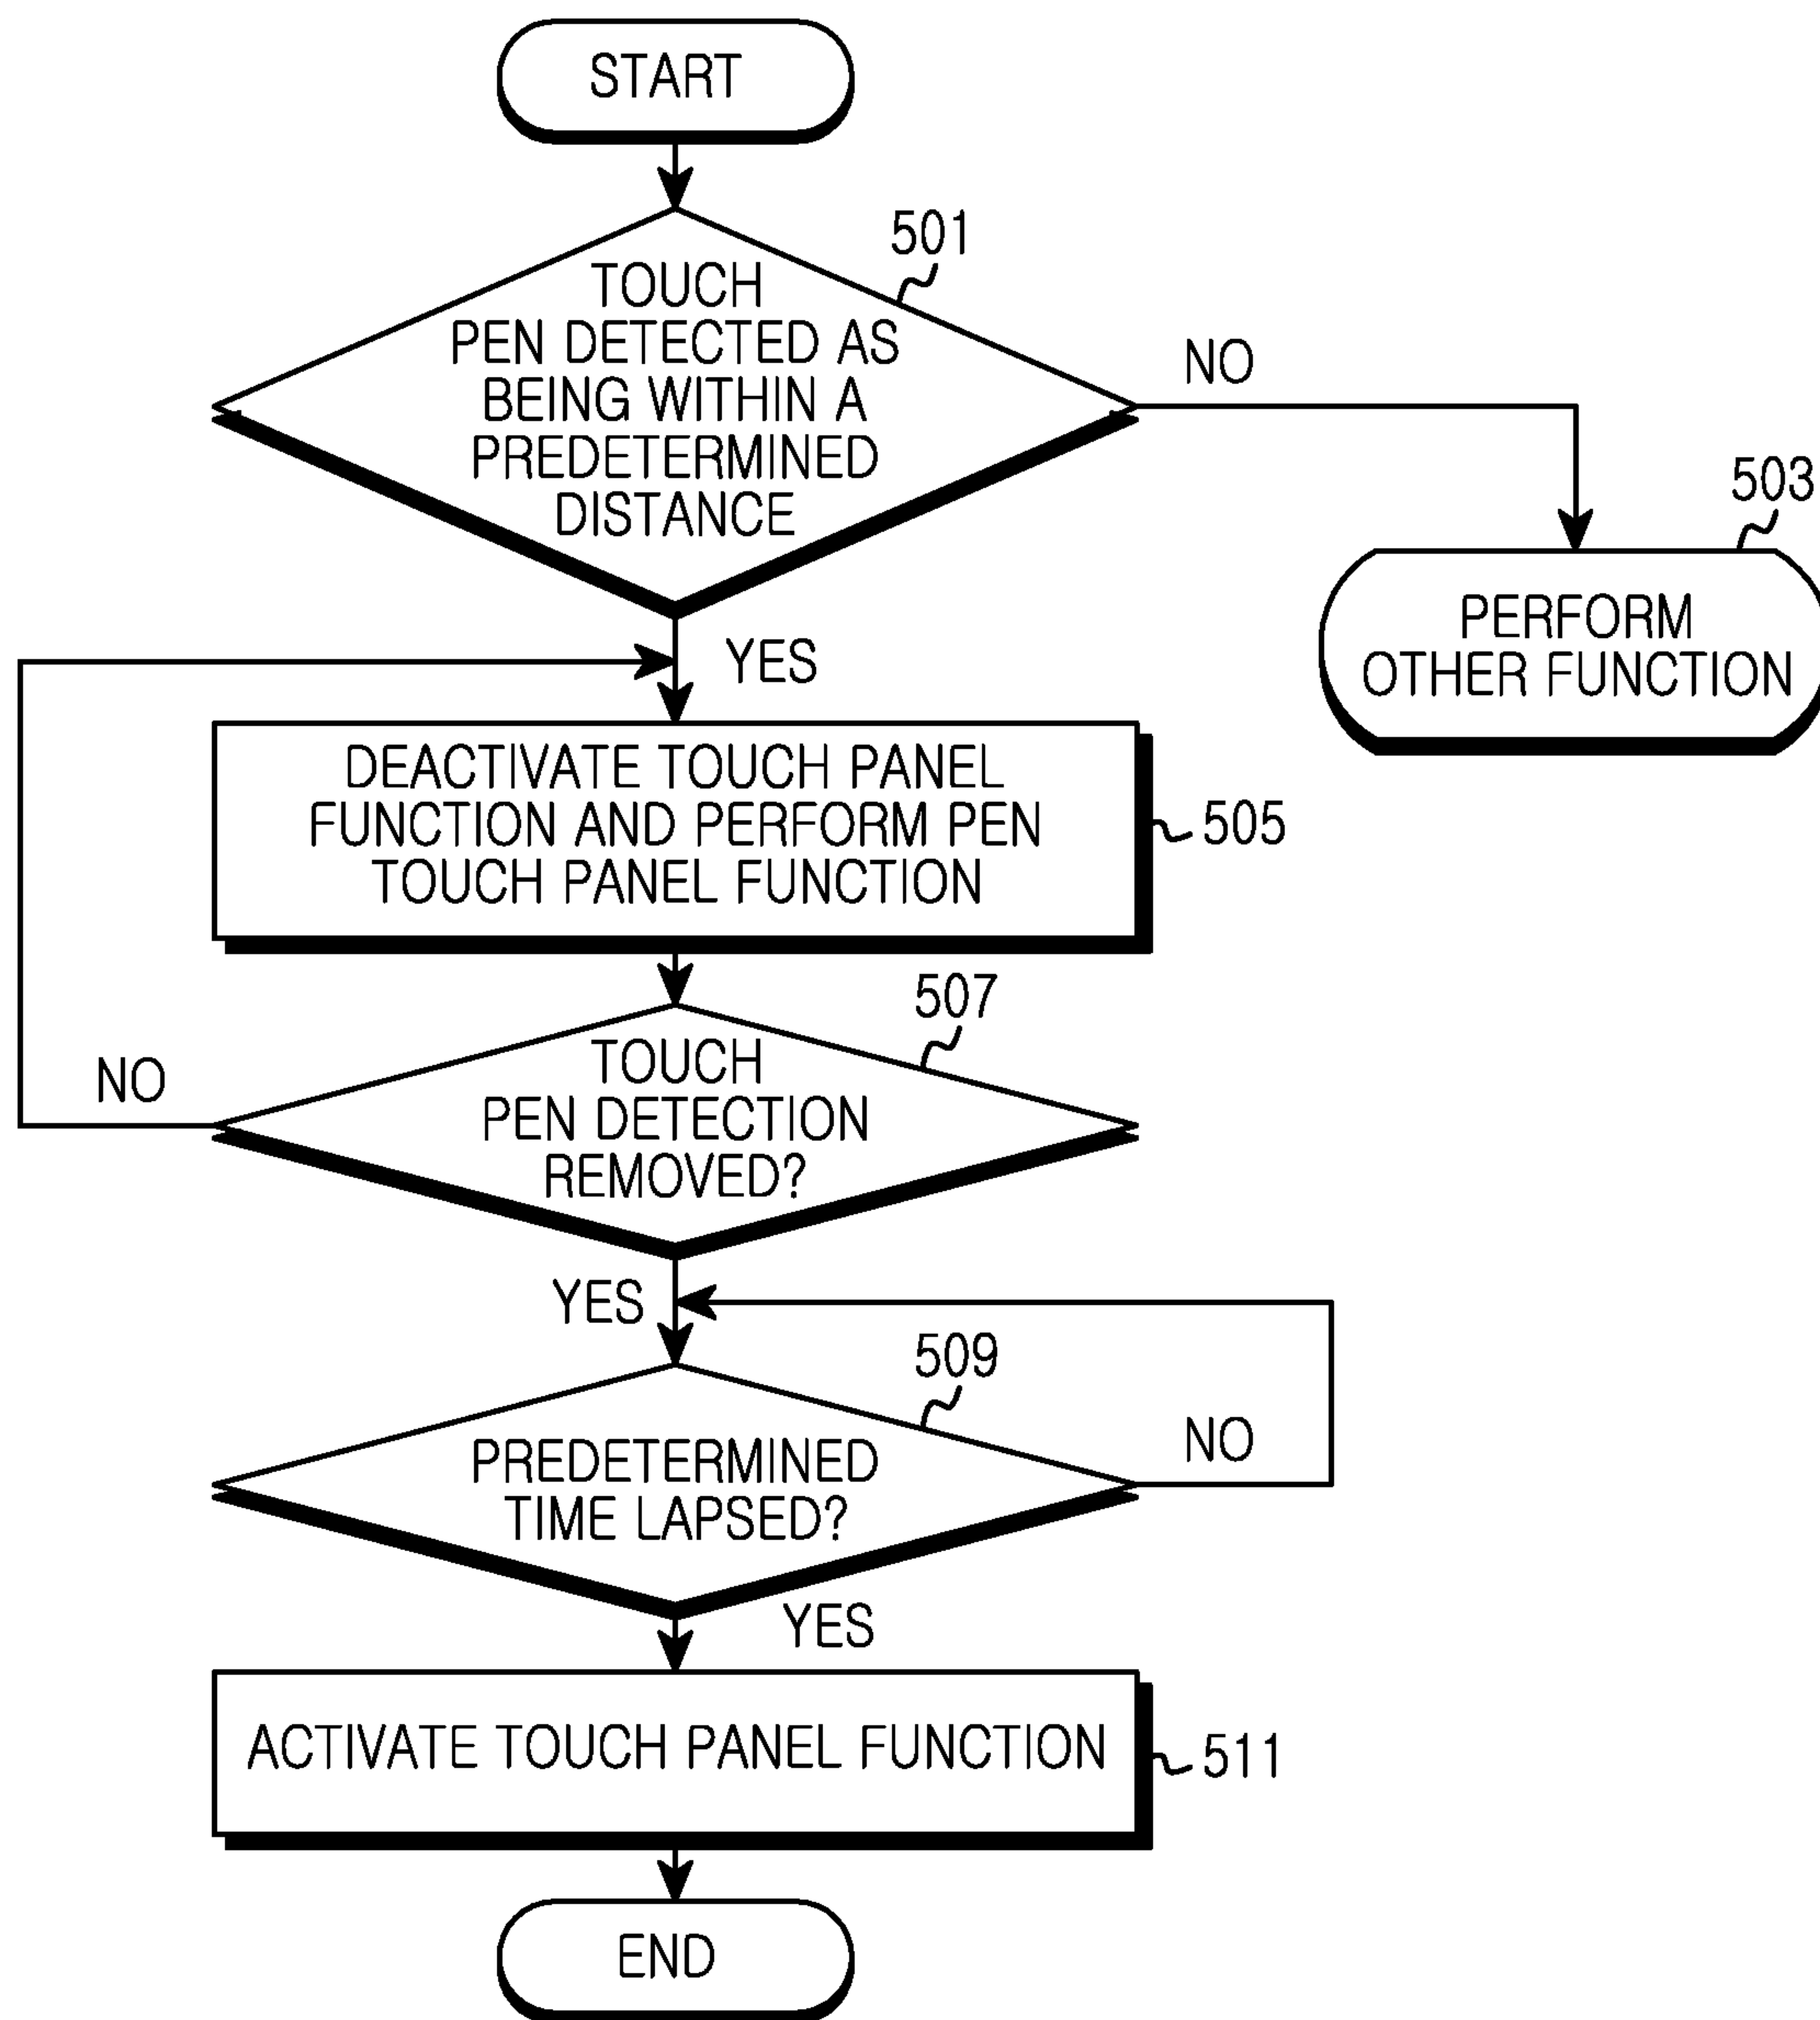 START
501
TOUCH
PEN DETECTED AS
BEING WITHIN A
PREDETERMINED
DISTANCE
NO
503
PERFORM
OTHER FUNCTION
YES
DEACTIVATE TOUCH PANEL
FUNCTION AND PERFORM PEN
TOUCH PANEL FUNCTION
505
507
TOUCH
PEN DETECTION
REMOVED?
NO
YES
509
PREDETERMINED
TIME LAPSED?
NO
YES
ACTIVATE TOUCH PANEL FUNCTION
511
END